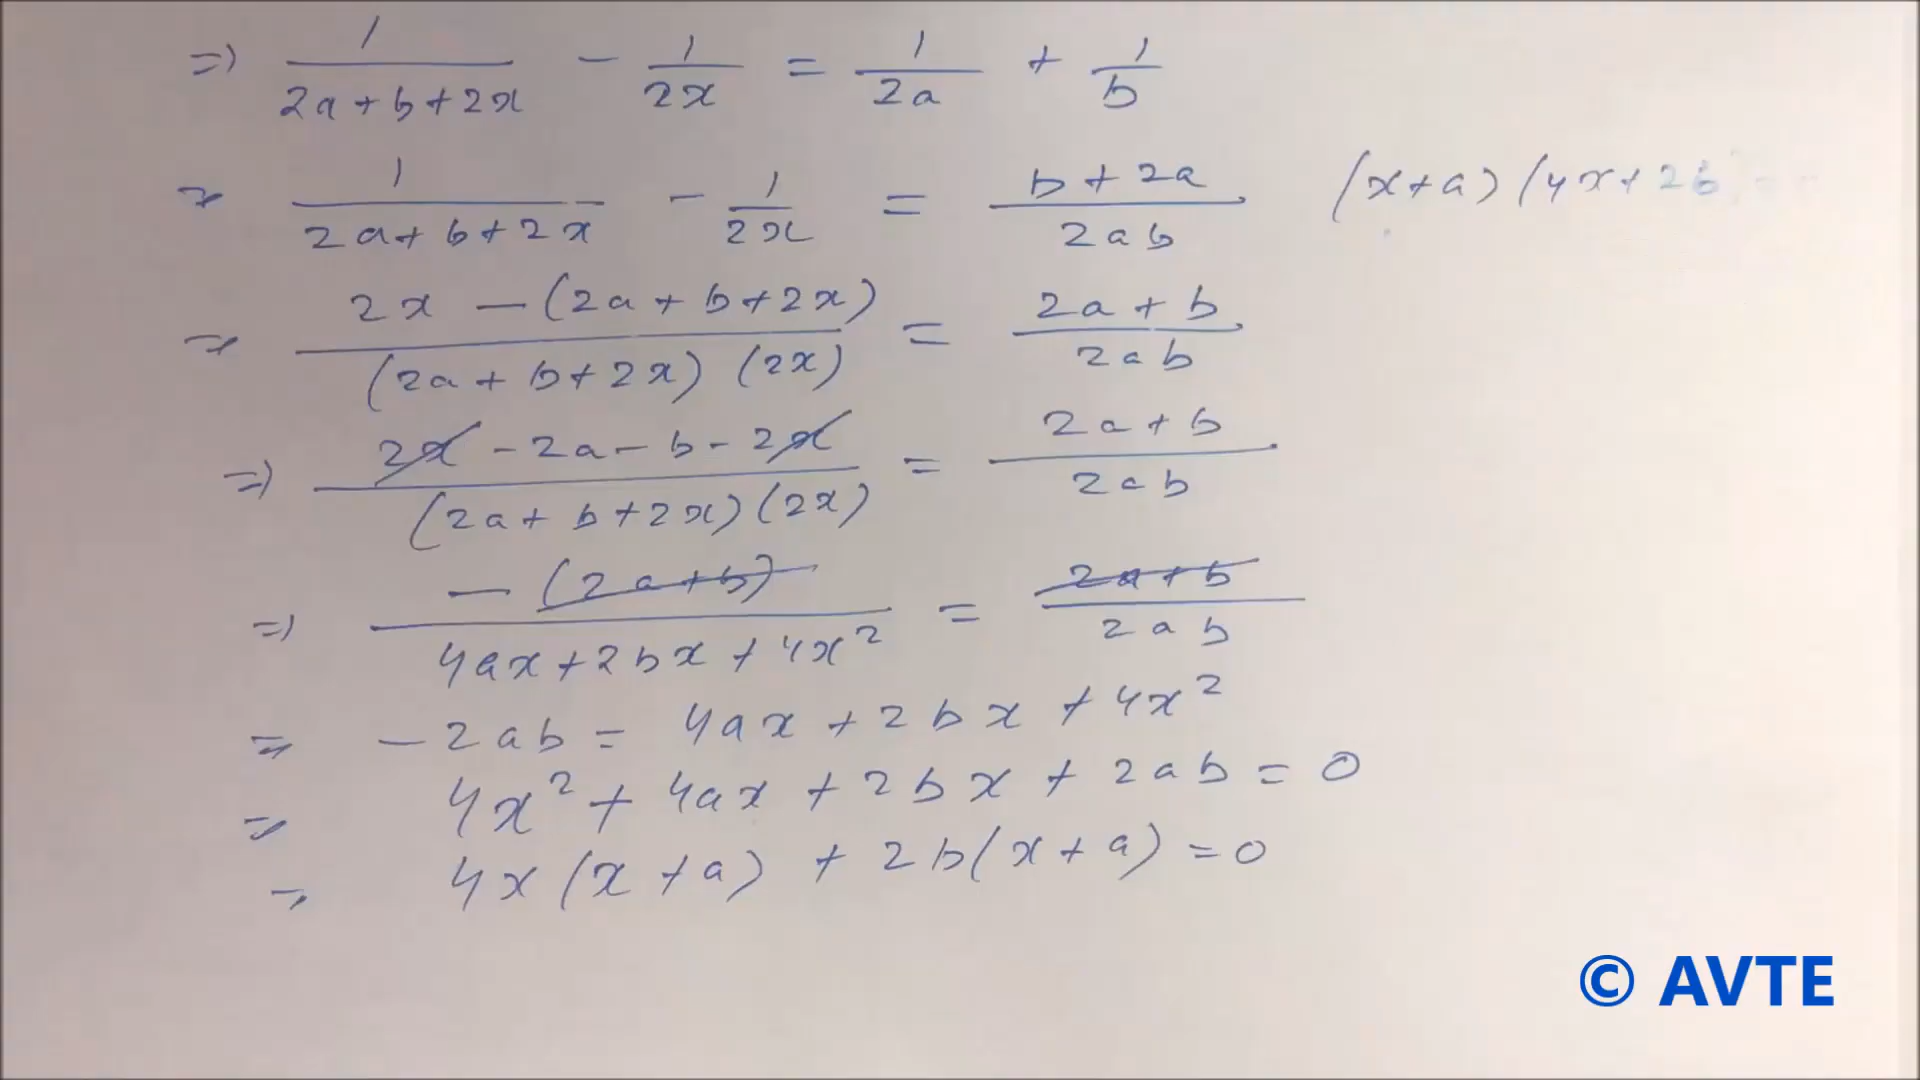 =) 1/(2a+b+2x) - 1/(2x) = 1/(2a) + 1/b
⇒ 1/(2a+b+2x) - 1/(2x) = (b+2a)/(2ab)
⇒ (2x - (2a+b+2x))/((2a+b+2x)(2x)) = (2a+b)/(2ab)
=) (2x - 2a - b - 2x)/((2a+b+2x)(2x)) = (2a+b)/(2ab)
=) -(2a+b)/(4ax+2bx+4x²) = (2a+b)/(2ab)
⇒ -2ab = 4ax + 2bx + 4x²
⇒ 4x² + 4ax + 2bx + 2ab = 0
⇒ 4x(x+a) + 2b(x+a) = 0
(x+a)(4x+2b)
© AVTE